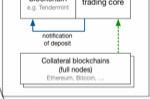 blockchain
e.g. Tendermint
trading core
notification
of deposit
Collateral blockchains
(full nodes)
Ethereum, Bitcoin, ...